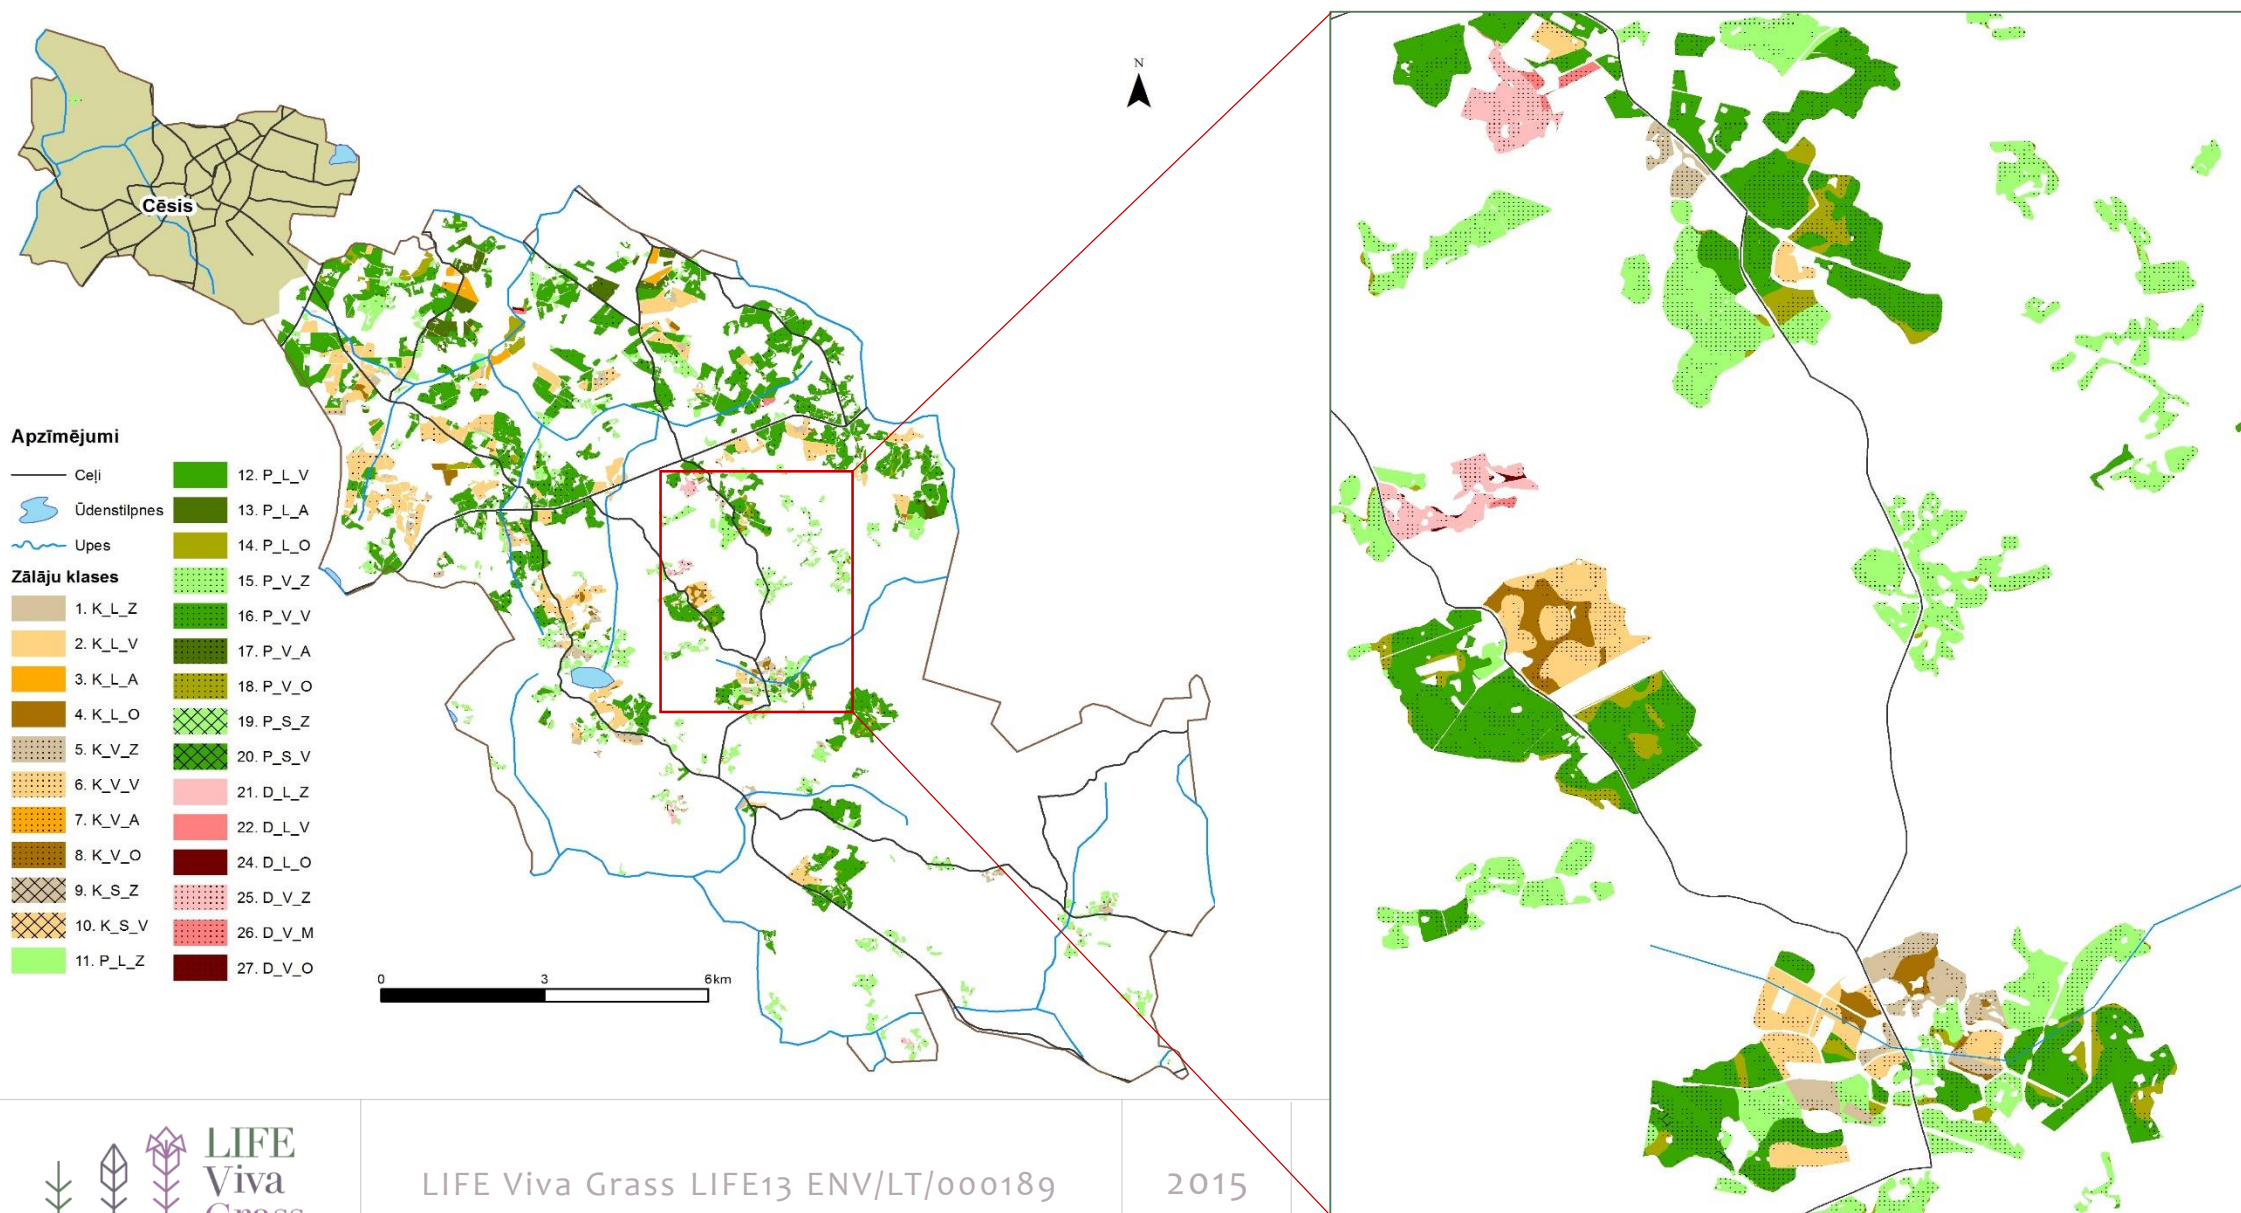 N
Cēsis
Apzīmējumi
Ceļi
Ūdenstilpnes
Upes
Zālāju klases
1. K_L_Z
2. K_L_V
3. K_L_A
4. K_L_O
5. K_V_Z
6. K_V_V
7. K_V_A
8. K_V_O
9. K_S_Z
10. K_S_V
11. P_L_Z
12. P_L_V
13. P_L_A
14. P_L_O
15. P_V_Z
16. P_V_V
17. P_V_A
18. P_V_O
19. P_S_Z
20. P_S_V
21. D_L_Z
22. D_L_V
24. D_L_O
25. D_V_Z
26. D_V_M
27. D_V_O
0 3 6km
LIFE
Viva
Grass
LIFE Viva Grass LIFE13 ENV/LT/000189
2015